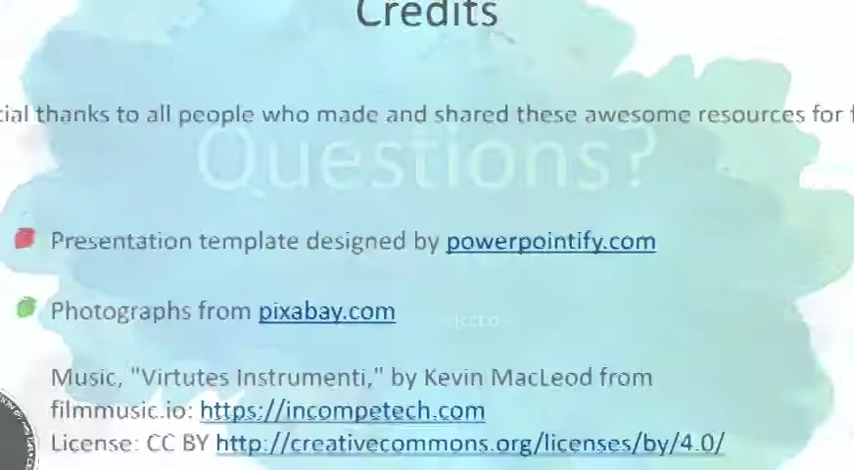 Credits
cial thanks to all people who made and shared these awesome resources for f
Questions?
Presentation template designed by powerpointify.com
Photographs from pixabay.com
Music, "Virtutes Instrumenti," by Kevin MacLeod from
filmmusic.io: https://incompetech.com
License: CC BY http://creativecommons.org/licenses/by/4.0/